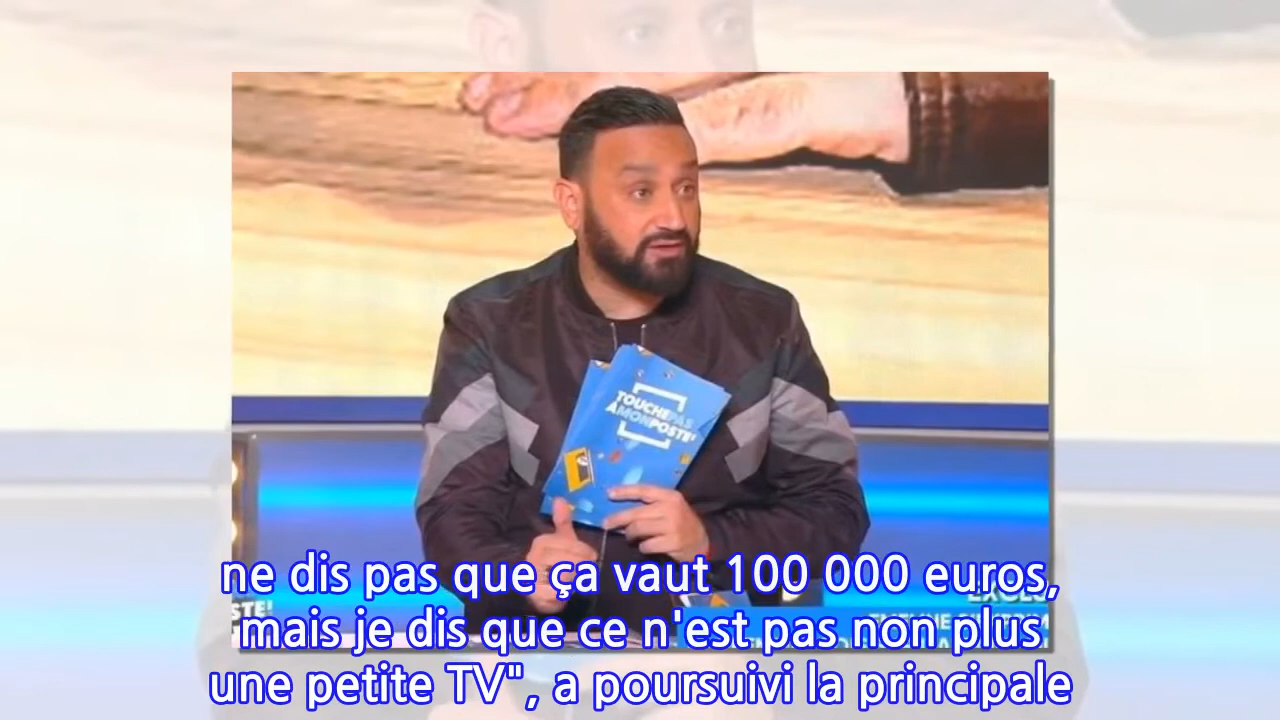 TOUCHE PAS
À MON POSTE!
STE!
ne dis pas que ça vaut 100 000 euros,
mais je dis que ce n'est pas non plus
une petite TV", a poursuivi la principale